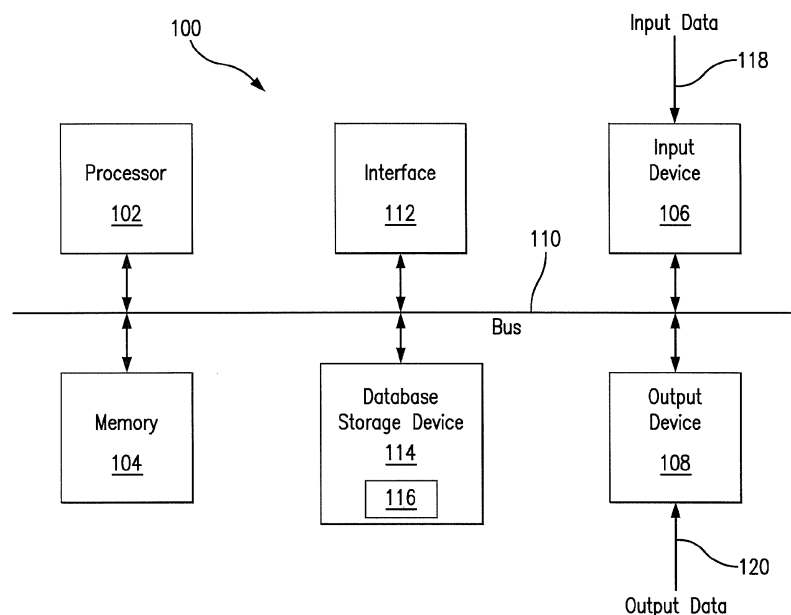 100
Input Data
118
Processor
102
Interface
112
Input
Device
106
110
Bus
Memory
104
Database
Storage Device
114
116
Output
Device
108
120
Output Data